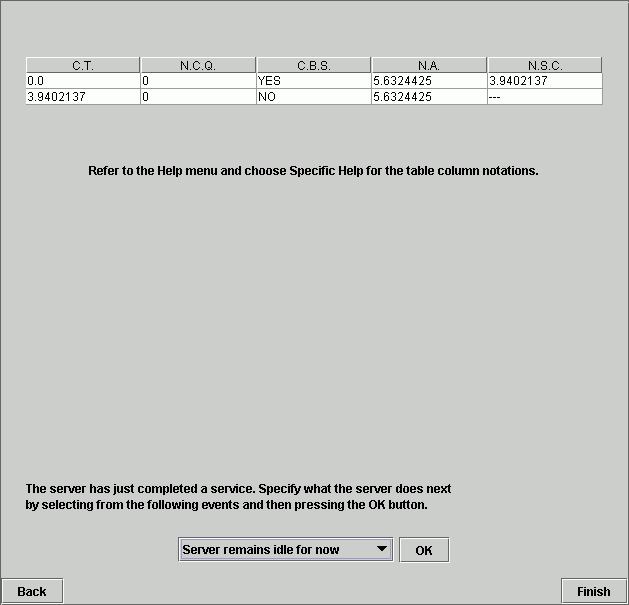 C.T. N.C.Q. C.B.S. N.A. N.S.C.
0.0 0 YES 5.6324425 3.9402137
3.9402137 0 NO 5.6324425 ---
Refer to the Help menu and choose Specific Help for the table column notations.
The server has just completed a service. Specify what the server does next
by selecting from the following events and then pressing the OK button.
Server remains idle for now OK
Back Finish